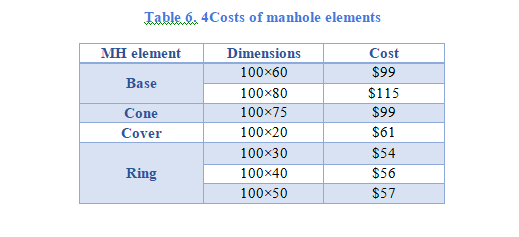 Table 6. 4Costs of manhole elements
MH element Dimensions Cost
Base 100×60 $99
100×80 $115
Cone 100×75 $99
Cover 100×20 $61
Ring 100×30 $54
100×40 $56
100×50 $57